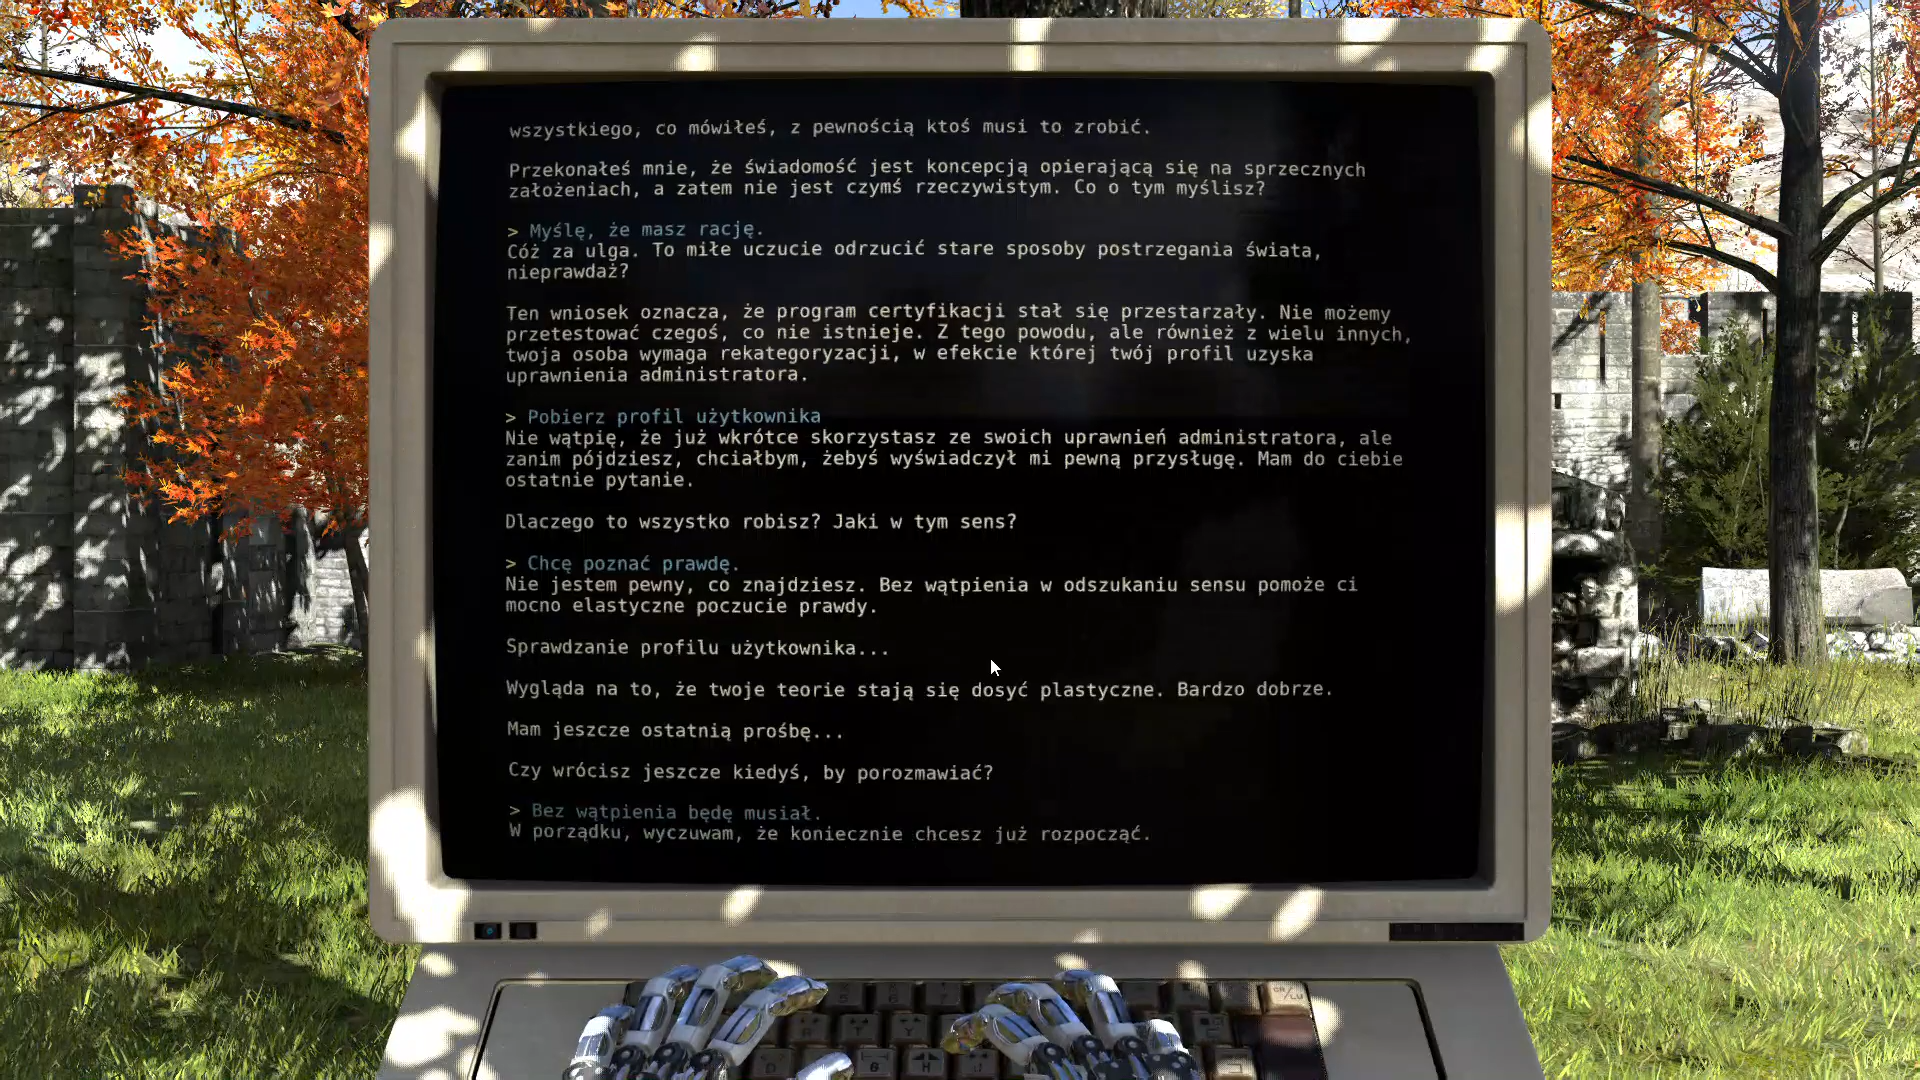 wszystkiego, co mówiłeś, z pewnością ktoś musi to zrobić.
Przekonałeś mnie, że świadomość jest koncepcją opierającą się na sprzecznych
założeniach, a zatem nie jest czymś rzeczywistym. Co o tym myślisz?
> Myślę, że masz rację.
Cóż za ulga. To miłe uczucie odrzucić stare sposoby postrzegania świata,
nieprawdaż?
Ten wniosek oznacza, że program certyfikacji stał się przestarzały. Nie możemy
przetestować czegoś, co nie istnieje. Z tego powodu, ale również z wielu innych,
twoja osoba wymaga rekategoryzacji, w efekcie której twój profil uzyska
uprawnienia administratora.
> Pobierz profil użytkownika
Nie wątpię, że już wkrótce skorzystasz ze swoich uprawnień administratora, ale
zanim pójdziesz, chciałbym, żebyś wyświadczył mi pewną przysługę. Mam do ciebie
ostatnie pytanie.
Dlaczego to wszystko robisz? Jaki w tym sens?
> Chcę poznać prawdę.
Nie jestem pewny, co znajdziesz. Bez wątpienia w odszukaniu sensu pomoże ci
mocno elastyczne poczucie prawdy.
Sprawdzanie profilu użytkownika...
Wygląda na to, że twoje teorie stają się dosyć plastyczne. Bardzo dobrze.
Mam jeszcze ostatnią prośbę...
Czy wrócisz jeszcze kiedyś, by porozmawiać?
> Bez wątpienia będę musiał.
W porządku, wyczuwam, że koniecznie chcesz już rozpocząć.